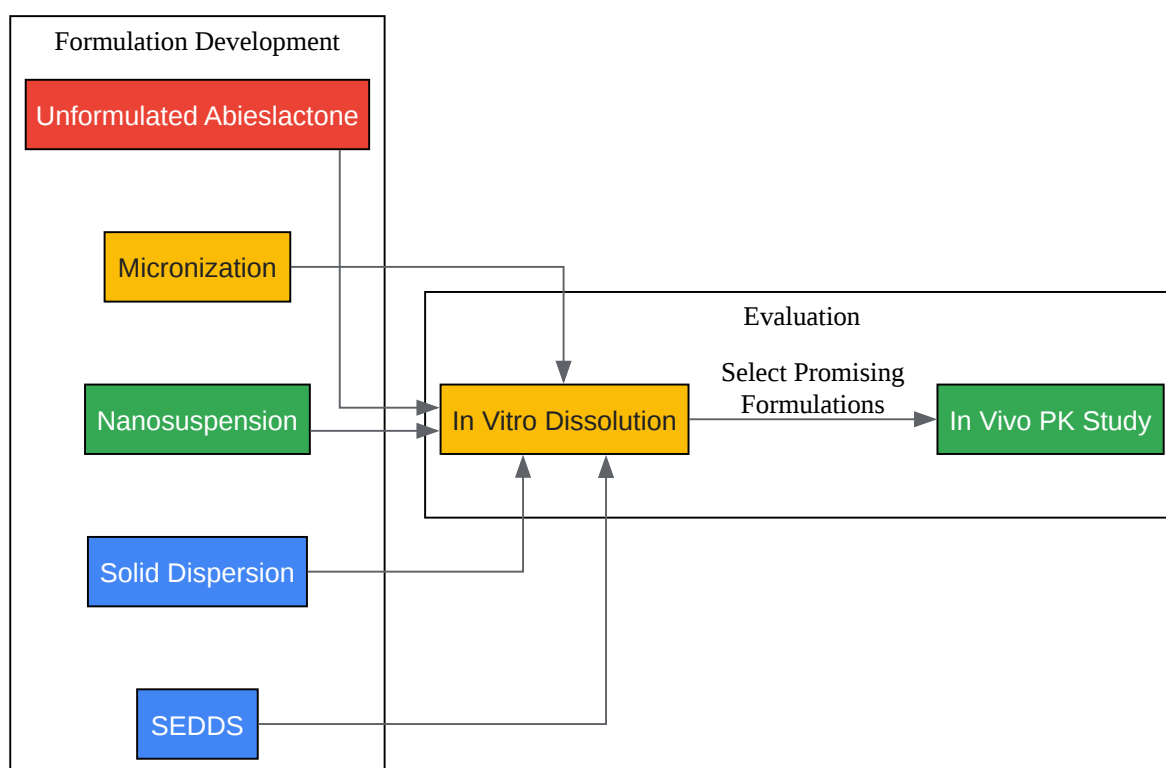 Formulation Development
Unformulated Abieslactone
Micronization
Nanosuspension
Solid Dispersion
SEDDS
Evaluation
In Vitro Dissolution
Select Promising
Formulations
In Vivo PK Study